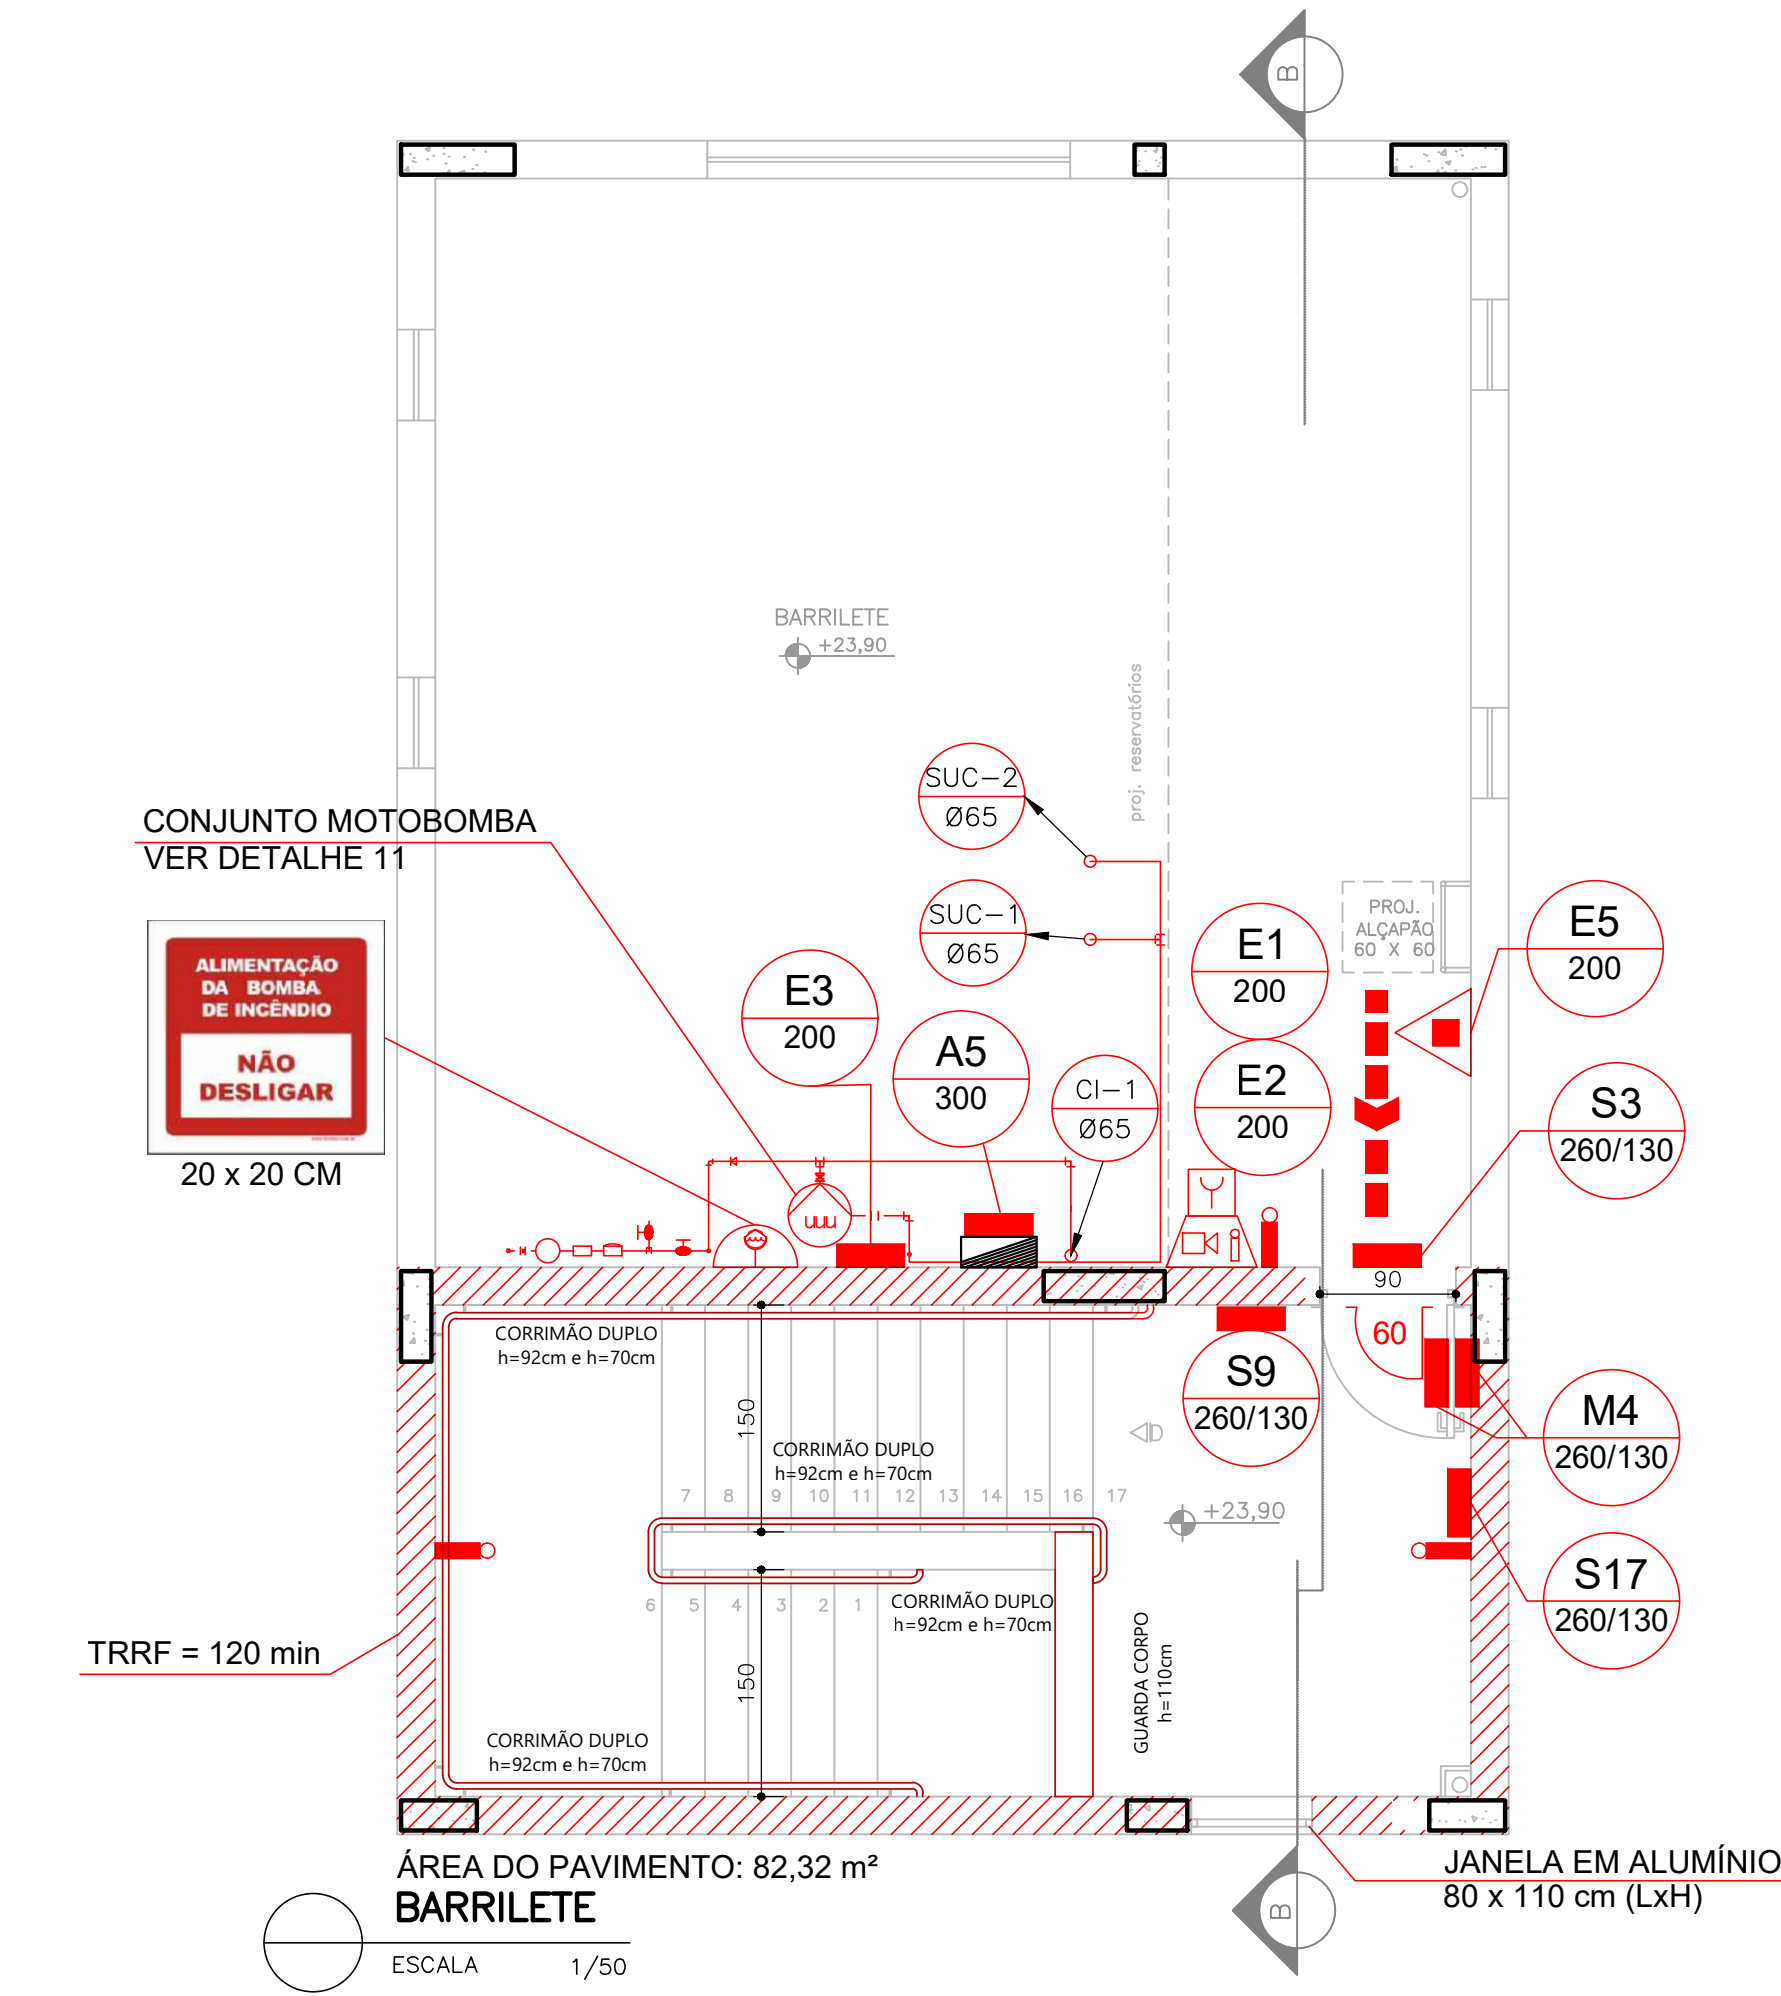 B
BARRILETE
+23,90
proj. reservatórios
SUC-2
Ø65
CONJUNTO MOTOBOMBA
VER DETALHE 11
SUC-1
Ø65
PROJ.
ALÇAPÃO
60 X 60
E5
200
E1
200
ALIMENTAÇÃO
DA BOMBA
DE INCÊNDIO
NÃO
DESLIGAR
20 x 20 CM
E3
200
A5
300
CI-1
Ø65
E2
200
S3
260/130
90
60
CORRIMÃO DUPLO
h=92cm e h=70cm
S9
260/130
M4
260/130
150
CORRIMÃO DUPLO
h=92cm e h=70cm
7 8 9 10 11 12 13 14 15 16 17
+23,90
S17
260/130
6 5 4 3 2 1
CORRIMÃO DUPLO
h=92cm e h=70cm
TRRF = 120 min
150
GUARDA CORPO
h=110cm
CORRIMÃO DUPLO
h=92cm e h=70cm
ÁREA DO PAVIMENTO: 82,32 m²
BARRILETE
ESCALA 1/50
B
JANELA EM ALUMÍNIO
80 x 110 cm (LxH)